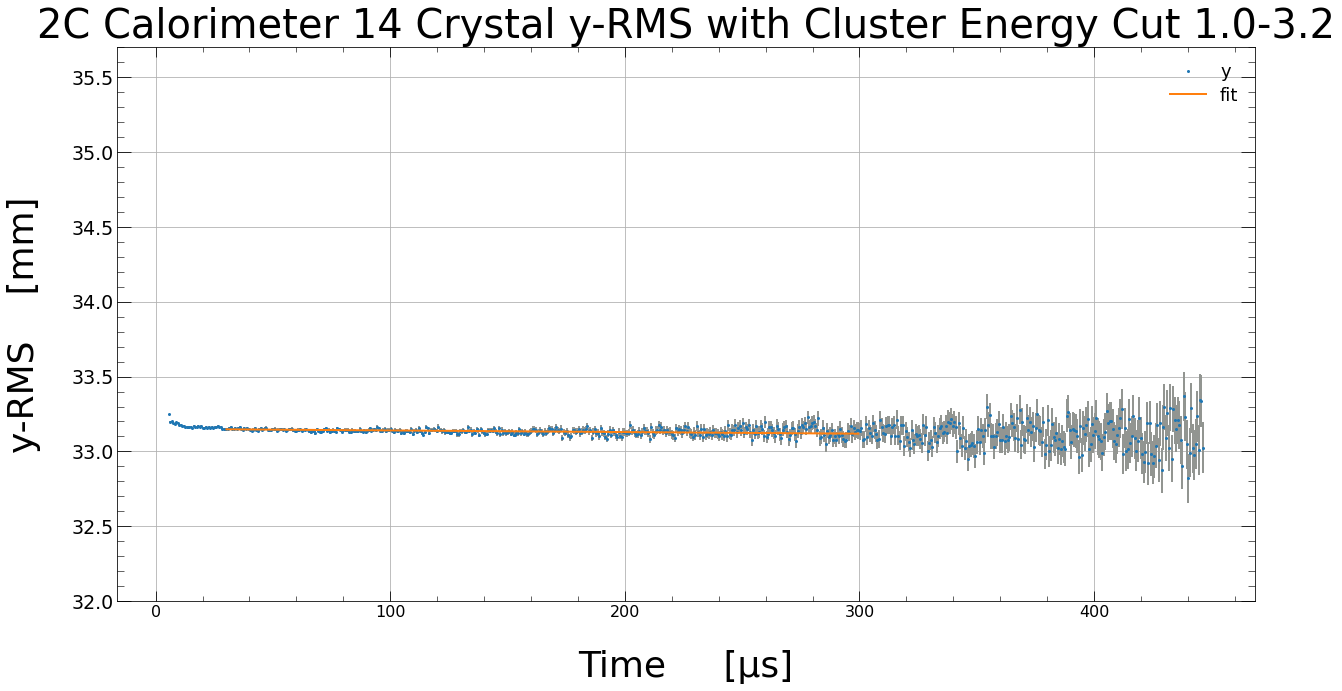 2C Calorimeter 14 Crystal y-RMS with Cluster Energy Cut 1.0-3.2
y
fit
35.5
35.0
34.5
34.0
33.5
33.0
32.5
32.0
y-RMS [mm]
0 100 200 300 400
Time [μs]